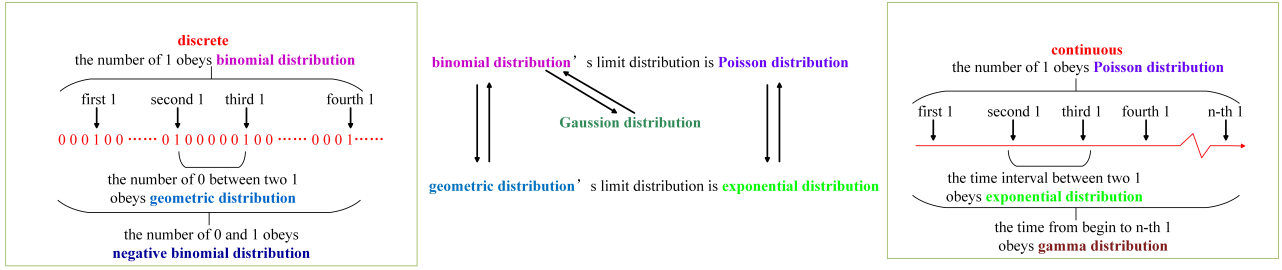 discrete
the number of 1 obeys binomial distribution
first 1 second 1 third 1 fourth 1
0 0 0 1 0 0 ⋯⋯ 0 1 0 0 0 0 0 1 0 0 ⋯⋯ 0 0 0 1 ⋯⋯
the number of 0 between two 1
obeys geometric distribution
the number of 0 and 1 obeys
negative binomial distribution
binomial distribution’s limit distribution is Poisson distribution
Gaussion distribution
geometric distribution’s limit distribution is exponential distribution
continuous
the number of 1 obeys Poisson distribution
first 1 second 1 third 1 fourth 1 n-th 1
the time interval between two 1
obeys exponential distribution
the time from begin to n-th 1
obeys gamma distribution